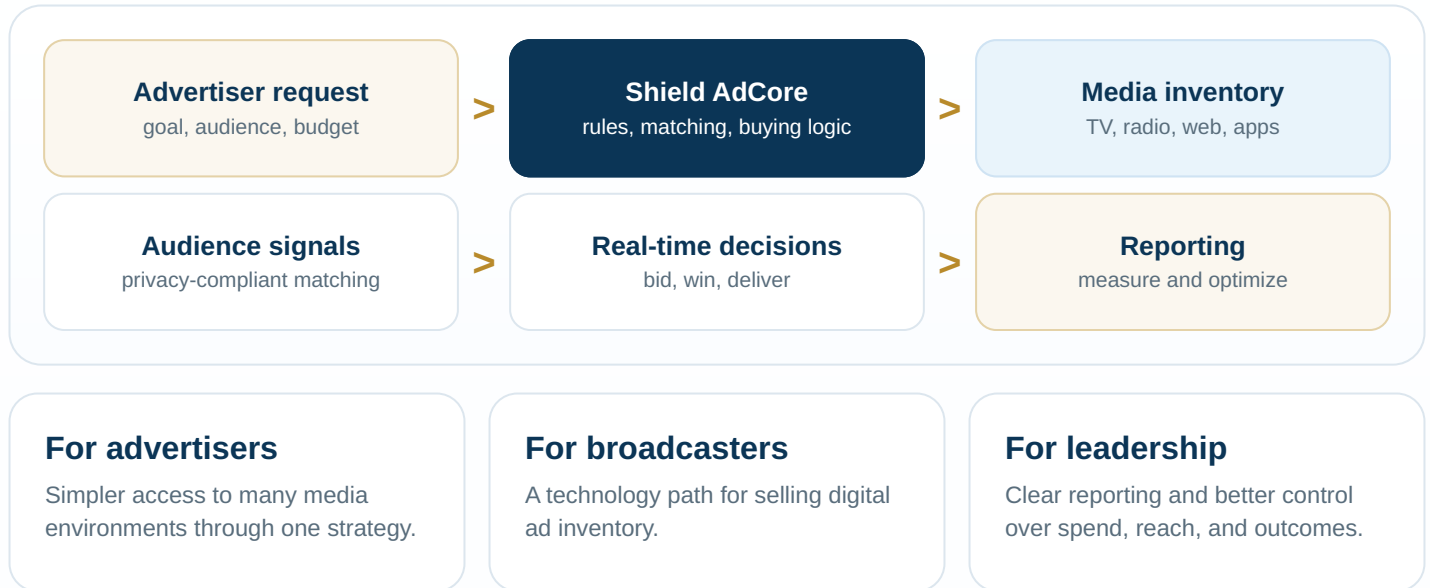 Advertiser request
goal, audience, budget
>
Shield AdCore
rules, matching, buying logic
>
Media inventory
TV, radio, web, apps
Audience signals
privacy-compliant matching
>
Real-time decisions
bid, win, deliver
>
Reporting
measure and optimize
For advertisers
Simpler access to many media
environments through one strategy.
For broadcasters
A technology path for selling digital
ad inventory.
For leadership
Clear reporting and better control
over spend, reach, and outcomes.